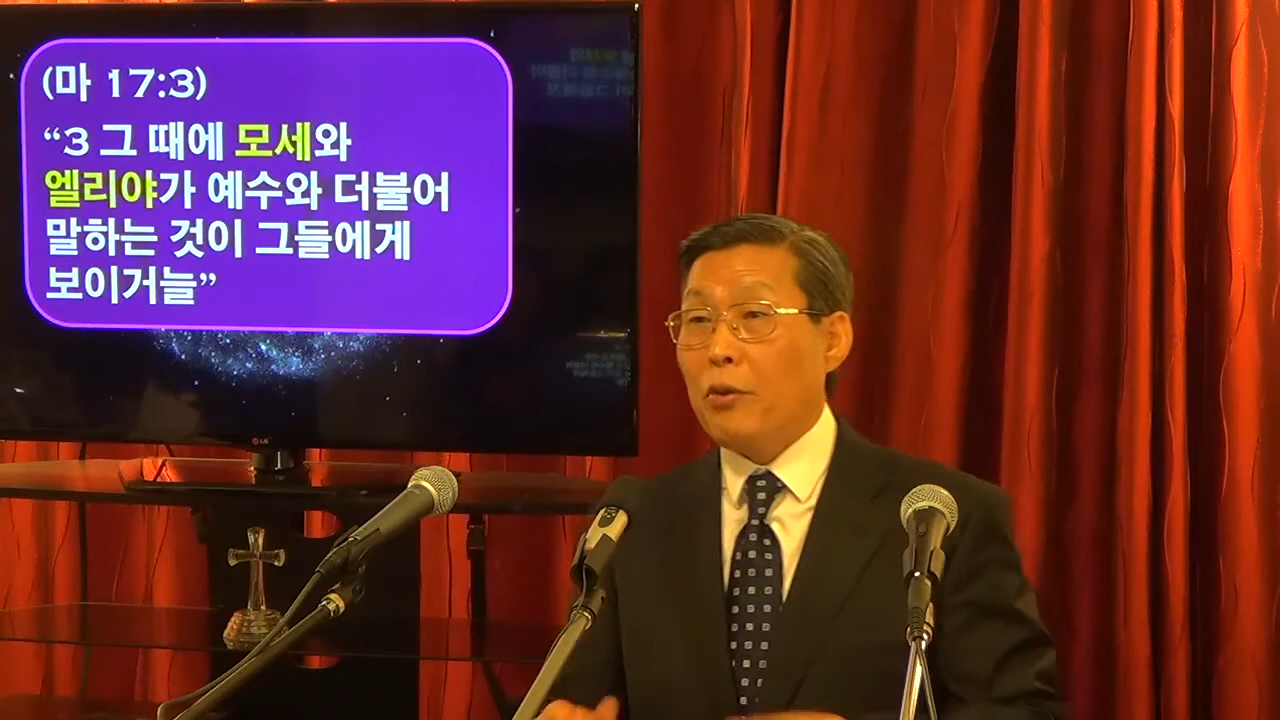 (마 17:3)
“3 그 때에 모세와
엘리야가 예수와 더불어
말하는 것이 그들에게
보이거늘”
LG